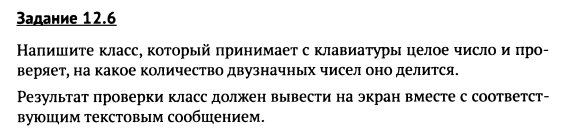 Задание 12.6
Напишите класс, который принимает с клавиатуры целое число и про-
веряет, на какое количество двузначных чисел оно делится.
Результат проверки класс должен вывести на экран вместе с соответст-
вующим текстовым сообщением.